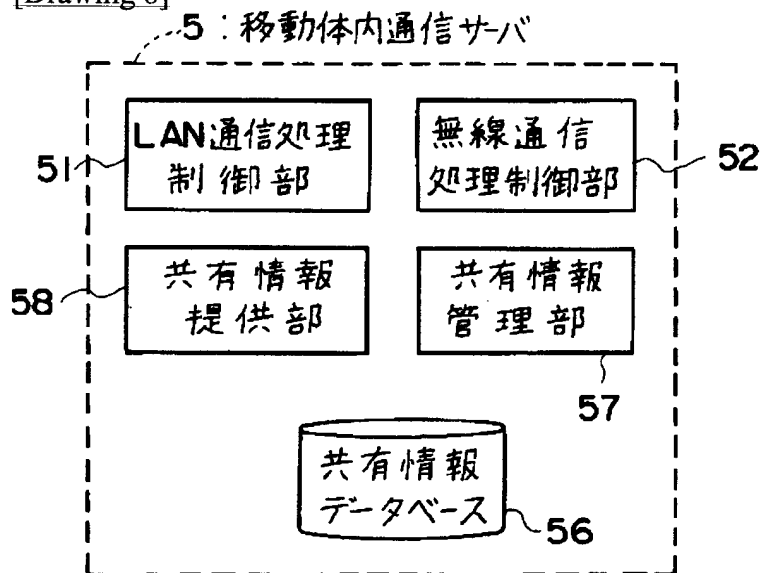 5：移動体内通信サーバ
LAN通信処理
制御部
51
無線通信
処理制御部
52
共有情報
提供部
58
共有情報
管理部
57
共有情報
データベース
56